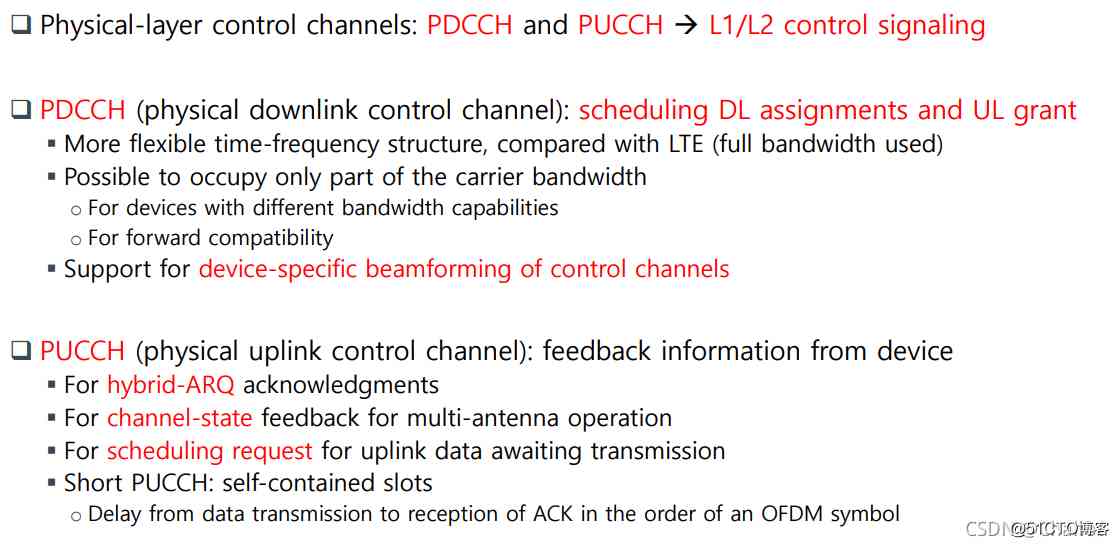 ❑ Physical-layer control channels: PDCCH and PUCCH → L1/L2 control signaling
❑ PDCCH (physical downlink control channel): scheduling DL assignments and UL grant
▪ More flexible time-frequency structure, compared with LTE (full bandwidth used)
▪ Possible to occupy only part of the carrier bandwidth
o For devices with different bandwidth capabilities
o For forward compatibility
▪ Support for device-specific beamforming of control channels
❑ PUCCH (physical uplink control channel): feedback information from device
▪ For hybrid-ARQ acknowledgments
▪ For channel-state feedback for multi-antenna operation
▪ For scheduling request for uplink data awaiting transmission
▪ Short PUCCH: self-contained slots
o Delay from data transmission to reception of ACK in the order of an OFDM symbol
@51CTO博客